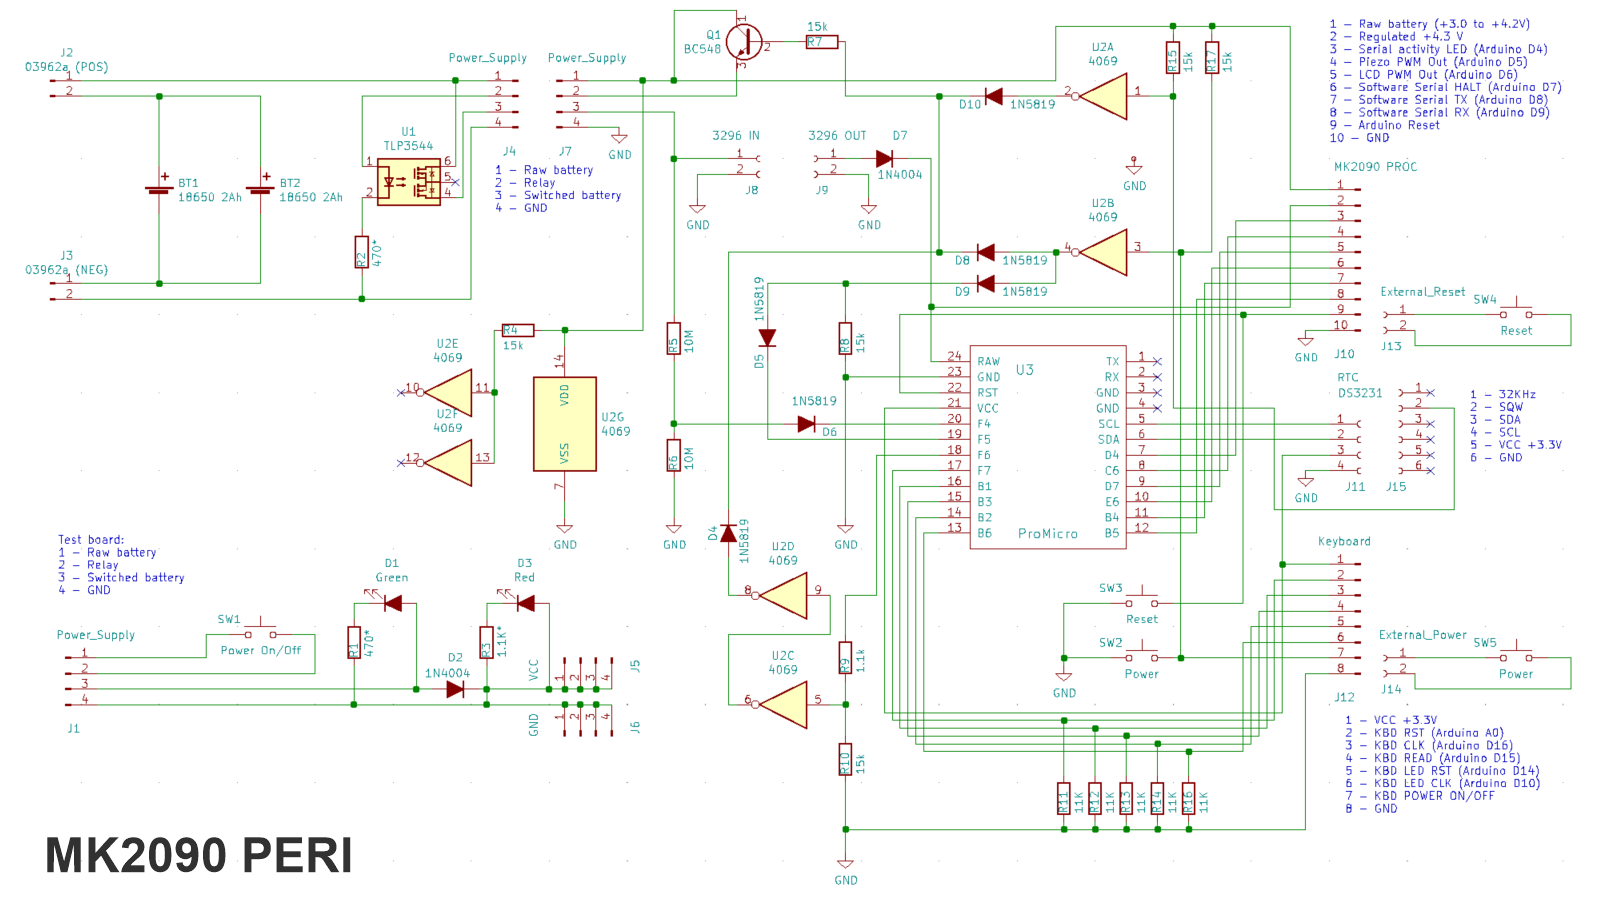 J2
03962a (POS)
1
2
BT1
18650 2Ah
BT2
18650 2Ah
J3
03962a (NEG)
1
2
U1
TLP3544
1
2
6
5
4
R2
470*
Power_Supply
1
2
3
4
J4
Power_Supply
1
2
3
4
J7
GND
1 – Raw battery
2 – Relay
3 – Switched battery
4 – GND
Q1
BC548
1
2
3
15k
R7
3296 IN
1
2
J8
GND
3296 OUT
1
2
J9
GND
D7
1N4004
D10
1N5819
U2A
4069
2
1
R15
15k
R17
15k
GND
U2B
4069
4
3
D8
1N5819
D9
1N5819
1 – Raw battery (+3.0 to +4.2V)
2 – Regulated +4.3 V
3 – Serial activity LED (Arduino D4)
4 – Piezo PWM Out (Arduino D5)
5 – LCD PWM Out (Arduino D6)
6 – Software Serial HALT (Arduino D7)
7 – Software Serial TX (Arduino D8)
8 – Software Serial RX (Arduino D9)
9 – Arduino Reset
10 – GND
MK2090 PROC
1
2
3
4
5
6
7
8
9
10
J10
GND
External_Reset
1
2
J13
SW4
Reset
R4
15k
U2E
4069
10
11
U2F
4069
12
13
14
VDD
VSS
7
U2G
4069
GND
R5
10M
R6
10M
GND
1N5819
D5
R8
15k
GND
1N5819
D6
D4
1N5819
U3
ProMicro
24 RAW
23 GND
22 RST
21 VCC
20 F4
19 F5
18 F6
17 F7
16 B1
15 B3
14 B2
13 B6
TX 1
RX 2
GND 3
GND 4
SCL 5
SDA 6
D4 7
C6 8
D7 9
E6 10
B4 11
B5 12
RTC
DS3231
1
2
3
4
J11
GND
1
2
3
4
5
6
J15
1 – 32KHz
2 – SQW
3 – SDA
4 – SCL
5 – VCC +3.3V
6 – GND
Test board:
1 – Raw battery
2 – Relay
3 – Switched battery
4 – GND
Power_Supply
1
2
3
4
J1
SW1
Power On/Off
D1
Green
R1
470*
D2
1N4004
D3
Red
R3
1.1K*
VCC
1
2
3
4
J5
GND
1
2
3
4
J6
U2D
4069
8
9
U2C
4069
6
5
R9
1.1k
R10
15k
GND
SW3
Reset
SW2
Power
GND
R11
11K
R12
11K
R13
11K
R14
11K
R16
11K
Keyboard
1
2
3
4
5
6
7
8
J12
External_Power
1
2
J14
SW5
Power
1 – VCC +3.3V
2 – KBD RST (Arduino A0)
3 – KBD CLK (Arduino D16)
4 – KBD READ (Arduino D15)
5 – KBD LED RST (Arduino D14)
6 – KBD LED CLK (Arduino D10)
7 – KBD POWER ON/OFF
8 – GND
MK2090 PERI